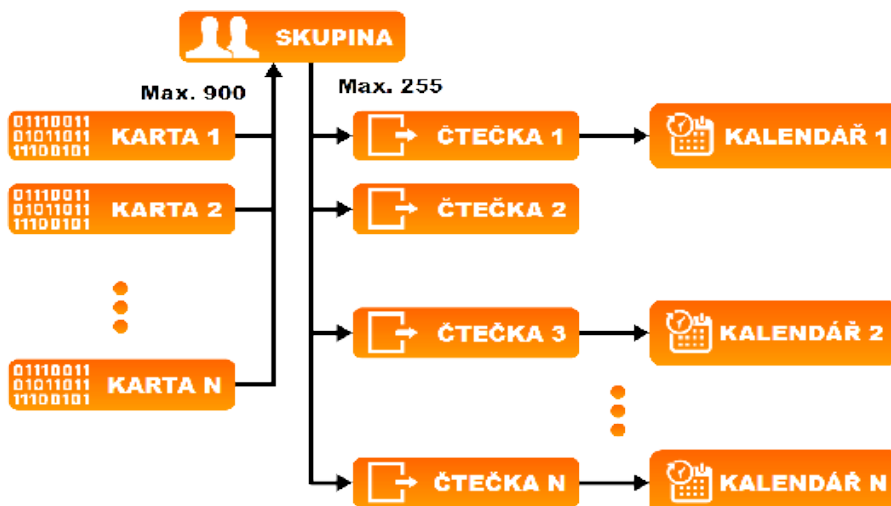 SKUPINA
Max. 900
Max. 255
01110011
01011011
11100101
KARTA 1
ČTEČKA 1
KALENDÁŘ 1
01110011
01011011
11100101
KARTA 2
ČTEČKA 2
ČTEČKA 3
KALENDÁŘ 2
01110011
01011011
11100101
KARTA N
ČTEČKA N
KALENDÁŘ N